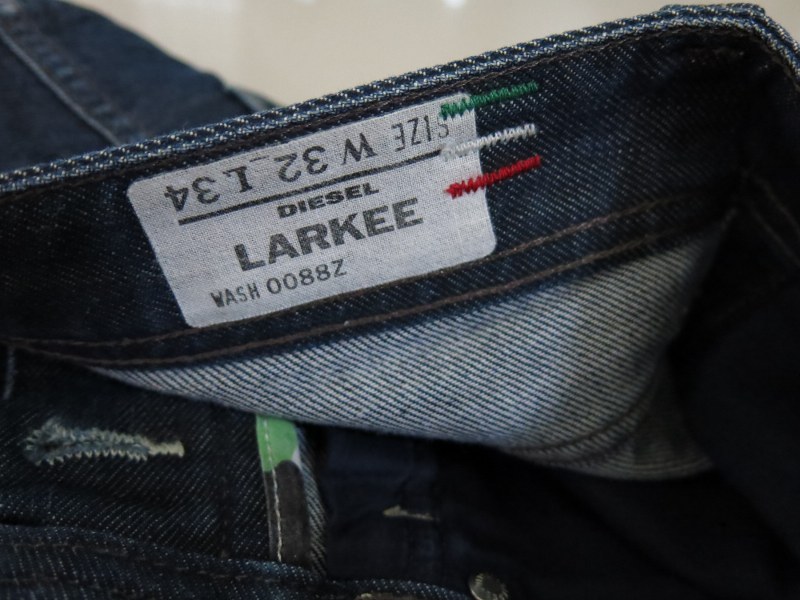 SIZE W 32 L 34
DIESEL
LARKEE
WASH 0088Z